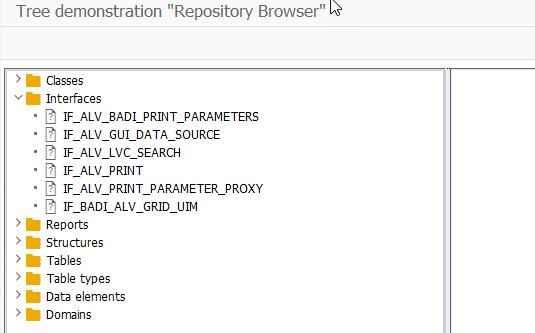 Tree demonstration "Repository Browser"
Classes
Interfaces
IF_ALV_BADI_PRINT_PARAMETERS
IF_ALV_GUI_DATA_SOURCE
IF_ALV_LVC_SEARCH
IF_ALV_PRINT
IF_ALV_PRINT_PARAMETER_PROXY
IF_BADI_ALV_GRID_UIM
Reports
Structures
Tables
Table types
Data elements
Domains